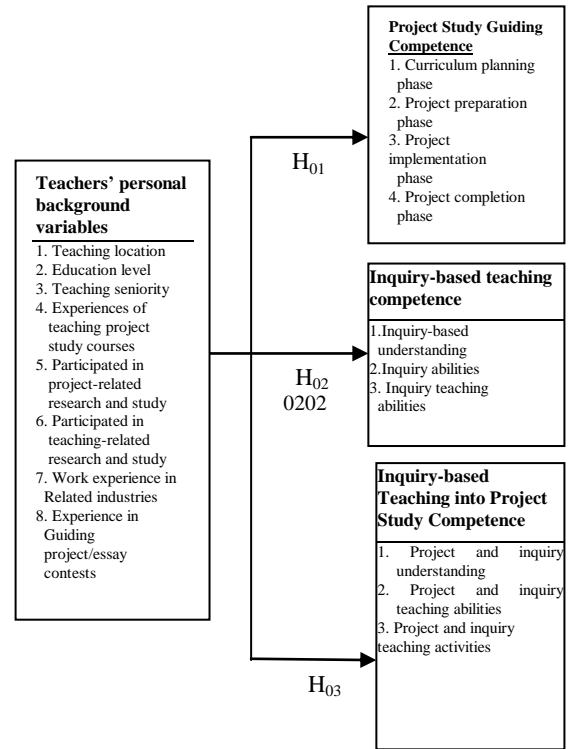 Teachers' personal
background
variables
1. Teaching location
2. Education level
3. Teaching seniority
4. Experiences of
teaching project
study courses
5. Participated in
project-related
research and study
6. Participated in
teaching-related
research and study
7. Work experience in
Related industries
8. Experience in
Guiding
project/essay
contests
H01
H02
0202
H03
Project Study Guiding
Competence
1. Curriculum planning
phase
2. Project preparation
phase
3. Project
implementation
phase
4. Project completion
phase
Inquiry-based teaching
competence
1.Inquiry-based
understanding
2.Inquiry abilities
3. Inquiry teaching
abilities
Inquiry-based
Teaching into Project
Study Competence
1. Project and inquiry
understanding
2. Project and inquiry
teaching abilities
3. Project and inquiry
teaching activities